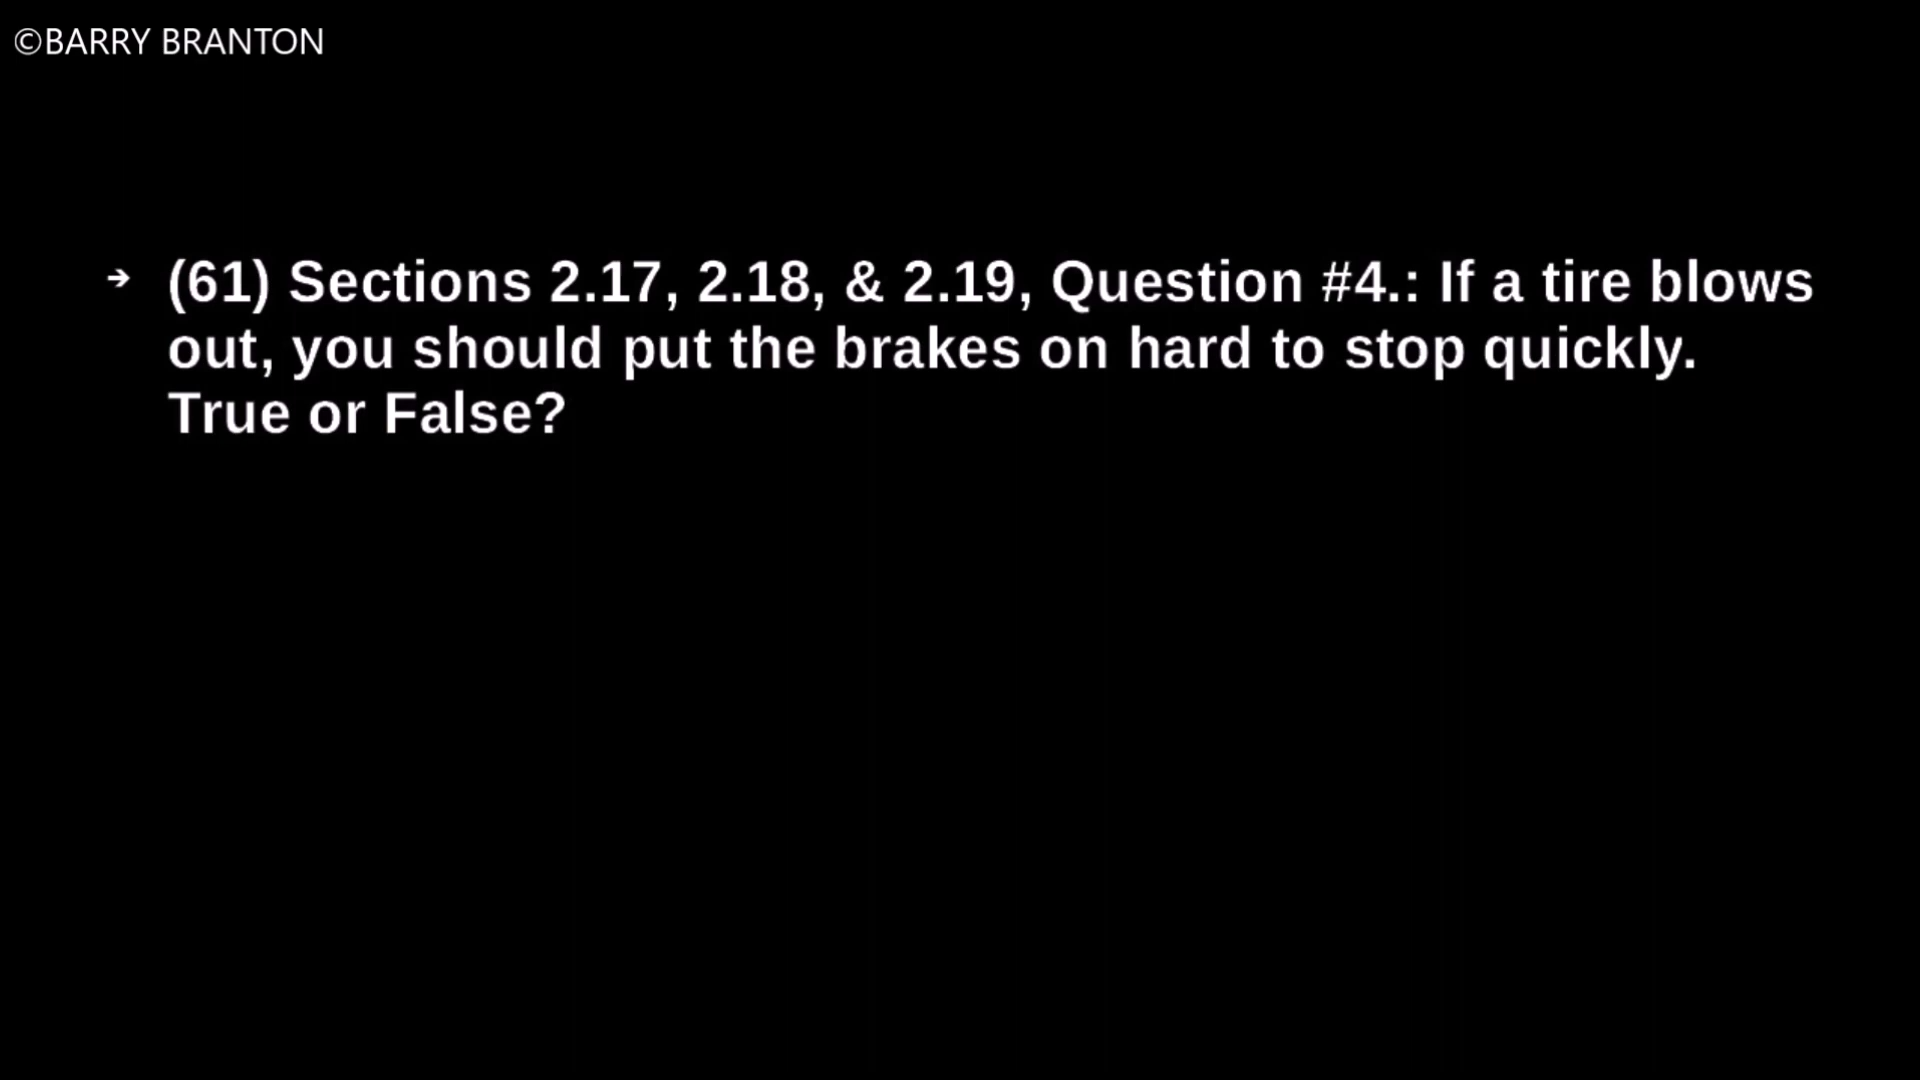 ©BARRY BRANTON
→ (61) Sections 2.17, 2.18, & 2.19, Question #4.: If a tire blows
out, you should put the brakes on hard to stop quickly.
True or False?